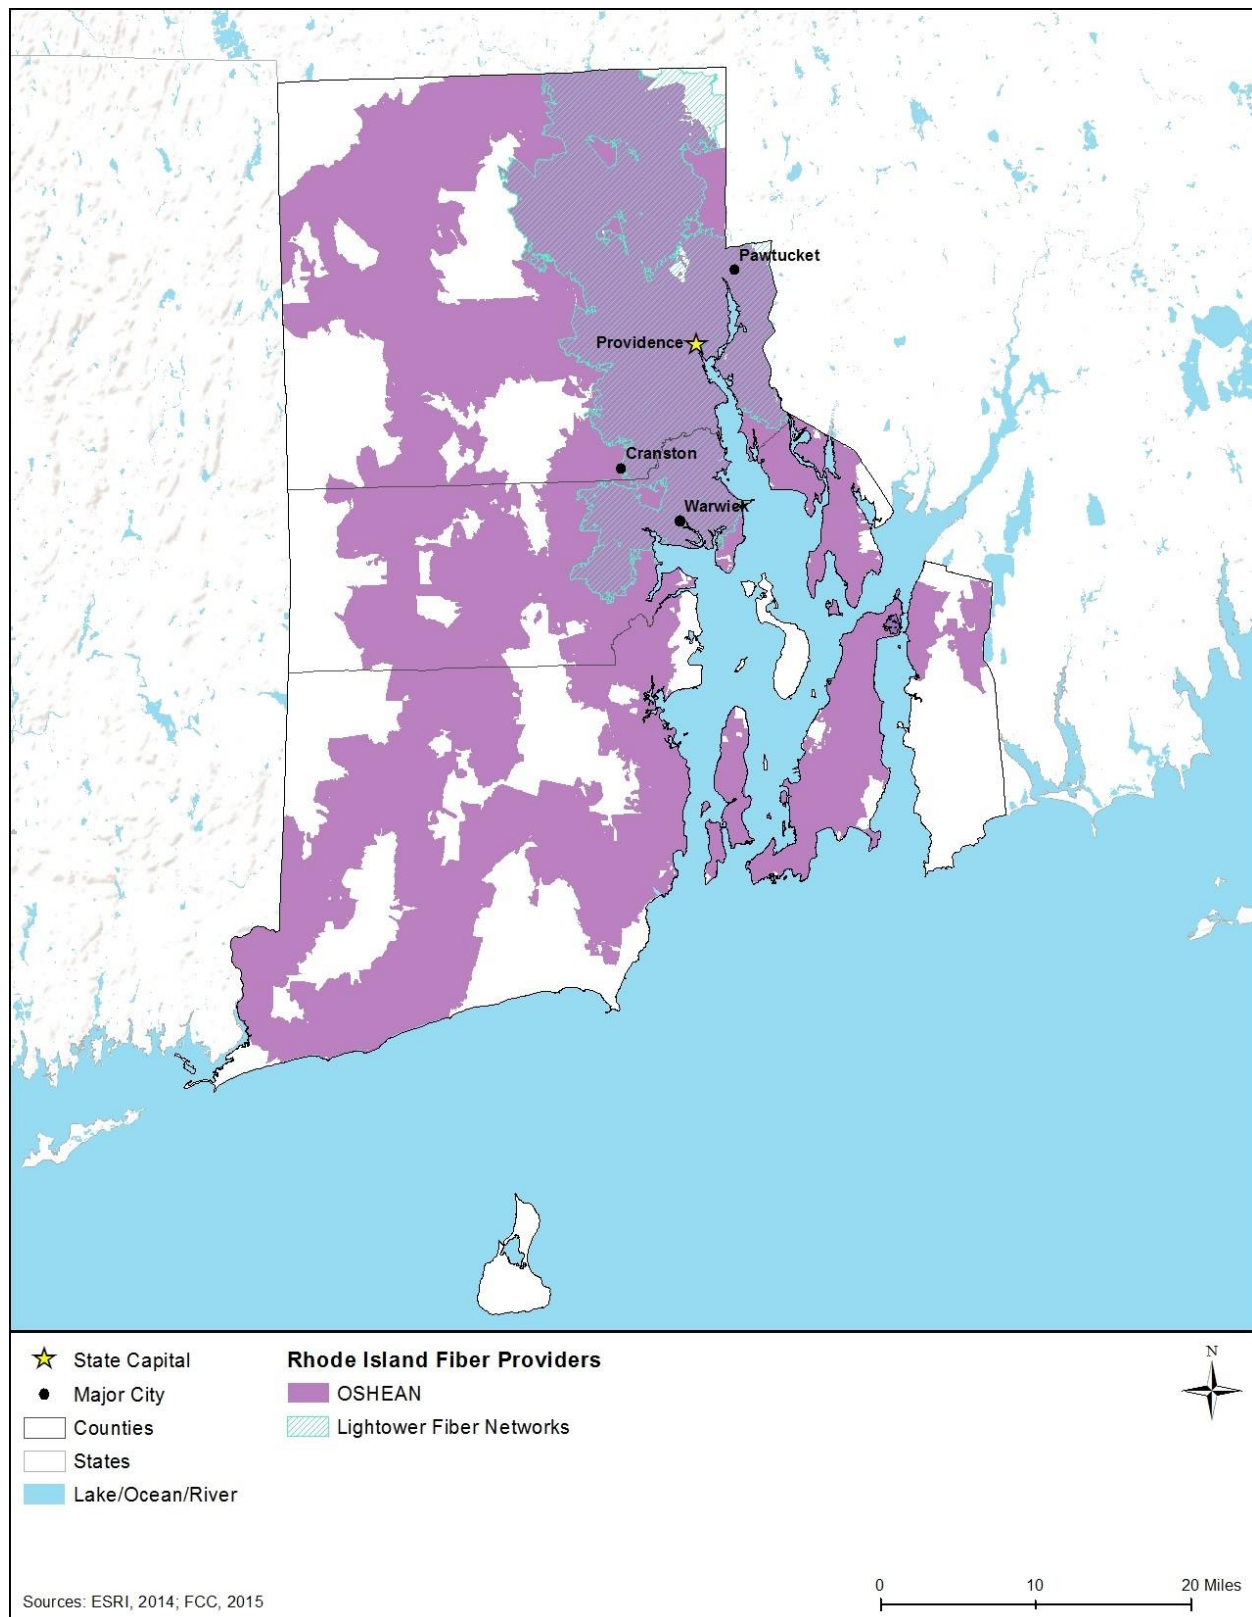 Pawtucket
Providence
Cranston
Warwick
State Capital
Major City
Counties
States
Lake/Ocean/River
Rhode Island Fiber Providers
OSHEAN
Lightower Fiber Networks
N
Sources: ESRI, 2014; FCC, 2015
0 10 20 Miles